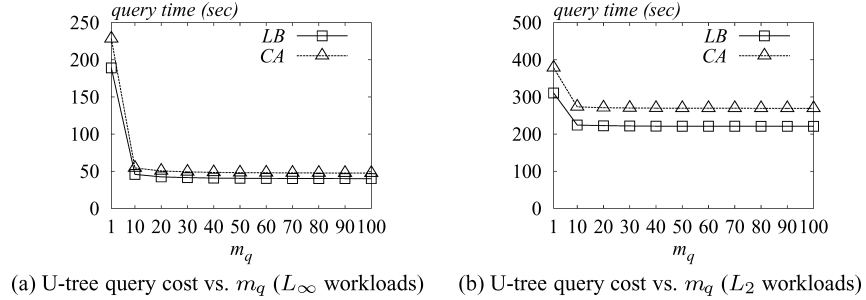 query time (sec)
250
200
150
100
50
0
LB
CA
1 10 20 30 40 50 60 70 80 90 100
m_q
(a) U-tree query cost vs. m_q (L_∞ workloads)
query time (sec)
500
400
300
200
100
0
LB
CA
1 10 20 30 40 50 60 70 80 90 100
m_q
(b) U-tree query cost vs. m_q (L_2 workloads)